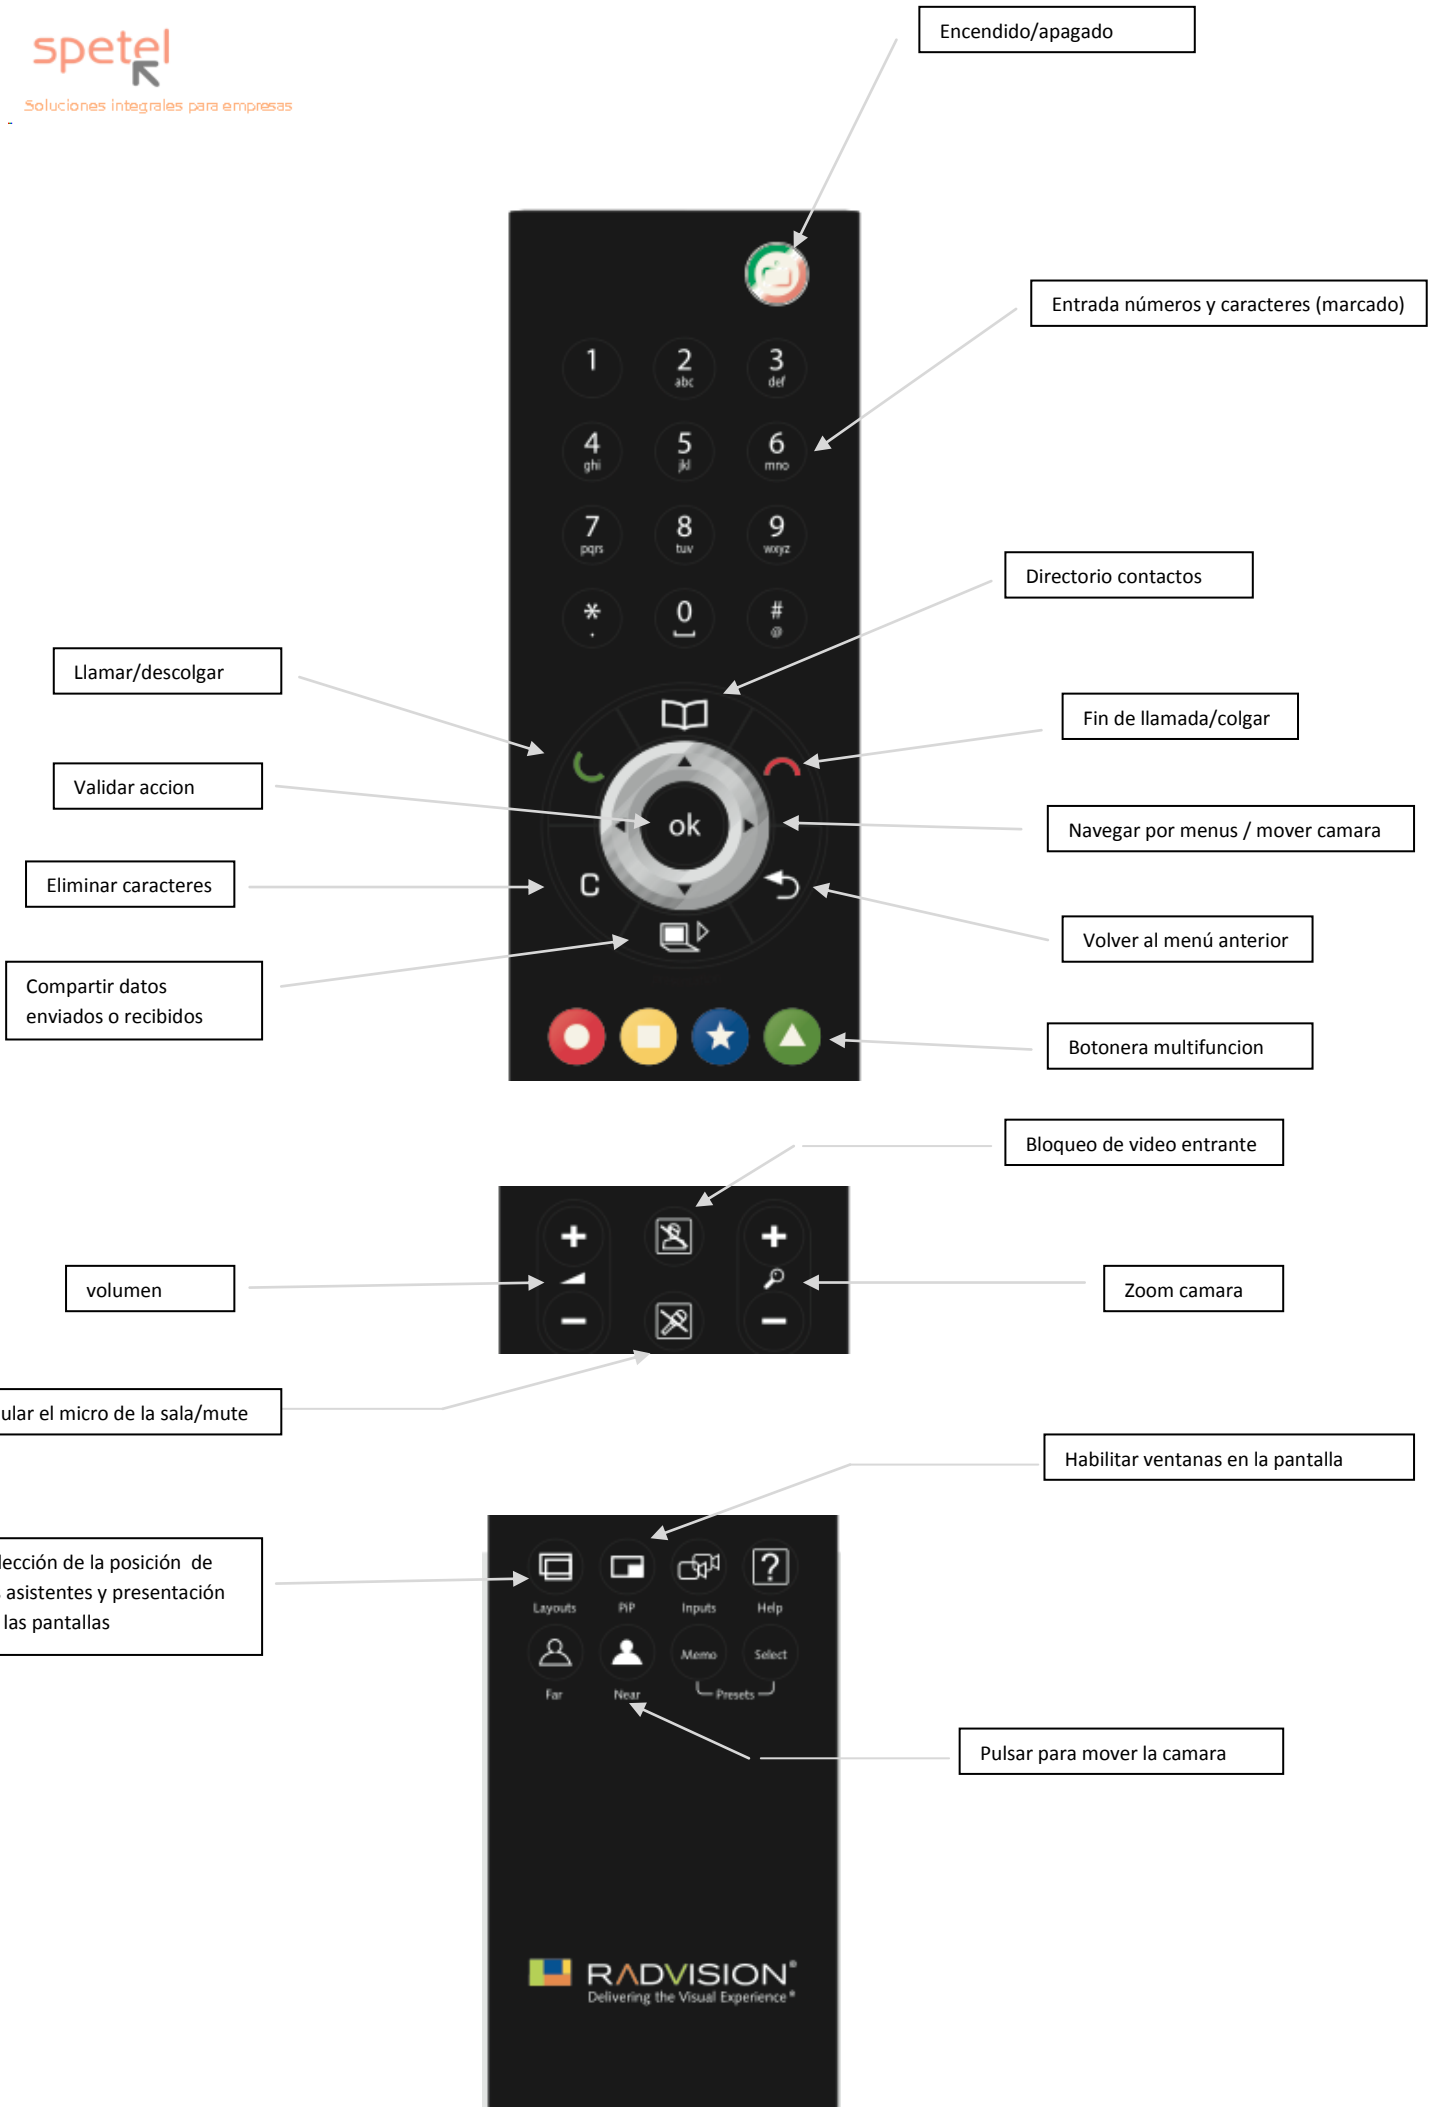 spetel
Soluciones integrales para empresas
Encendido/apagado
Entrada números y caracteres (marcado)
1 2 3
abc def
4 5 6
ghi jkl mno
7 8 9
pqrs tuv wxyz
* 0 #
@
Directorio contactos
Llamar/descolgar
Fin de llamada/colgar
Validar accion
ok
Navegar por menus / mover camara
Eliminar caracteres
C
Volver al menú anterior
Compartir datos
enviados o recibidos
Botonera multifuncion
Bloqueo de video entrante
volumen
Zoom camara
ular el micro de la sala/mute
Habilitar ventanas en la pantalla
lección de la posición de
s asistentes y presentación
las pantallas
Layouts PiP Inputs Help
Memo Select
Far Near Presets
Pulsar para mover la camara
RADVISION®
Delivering the Visual Experience®